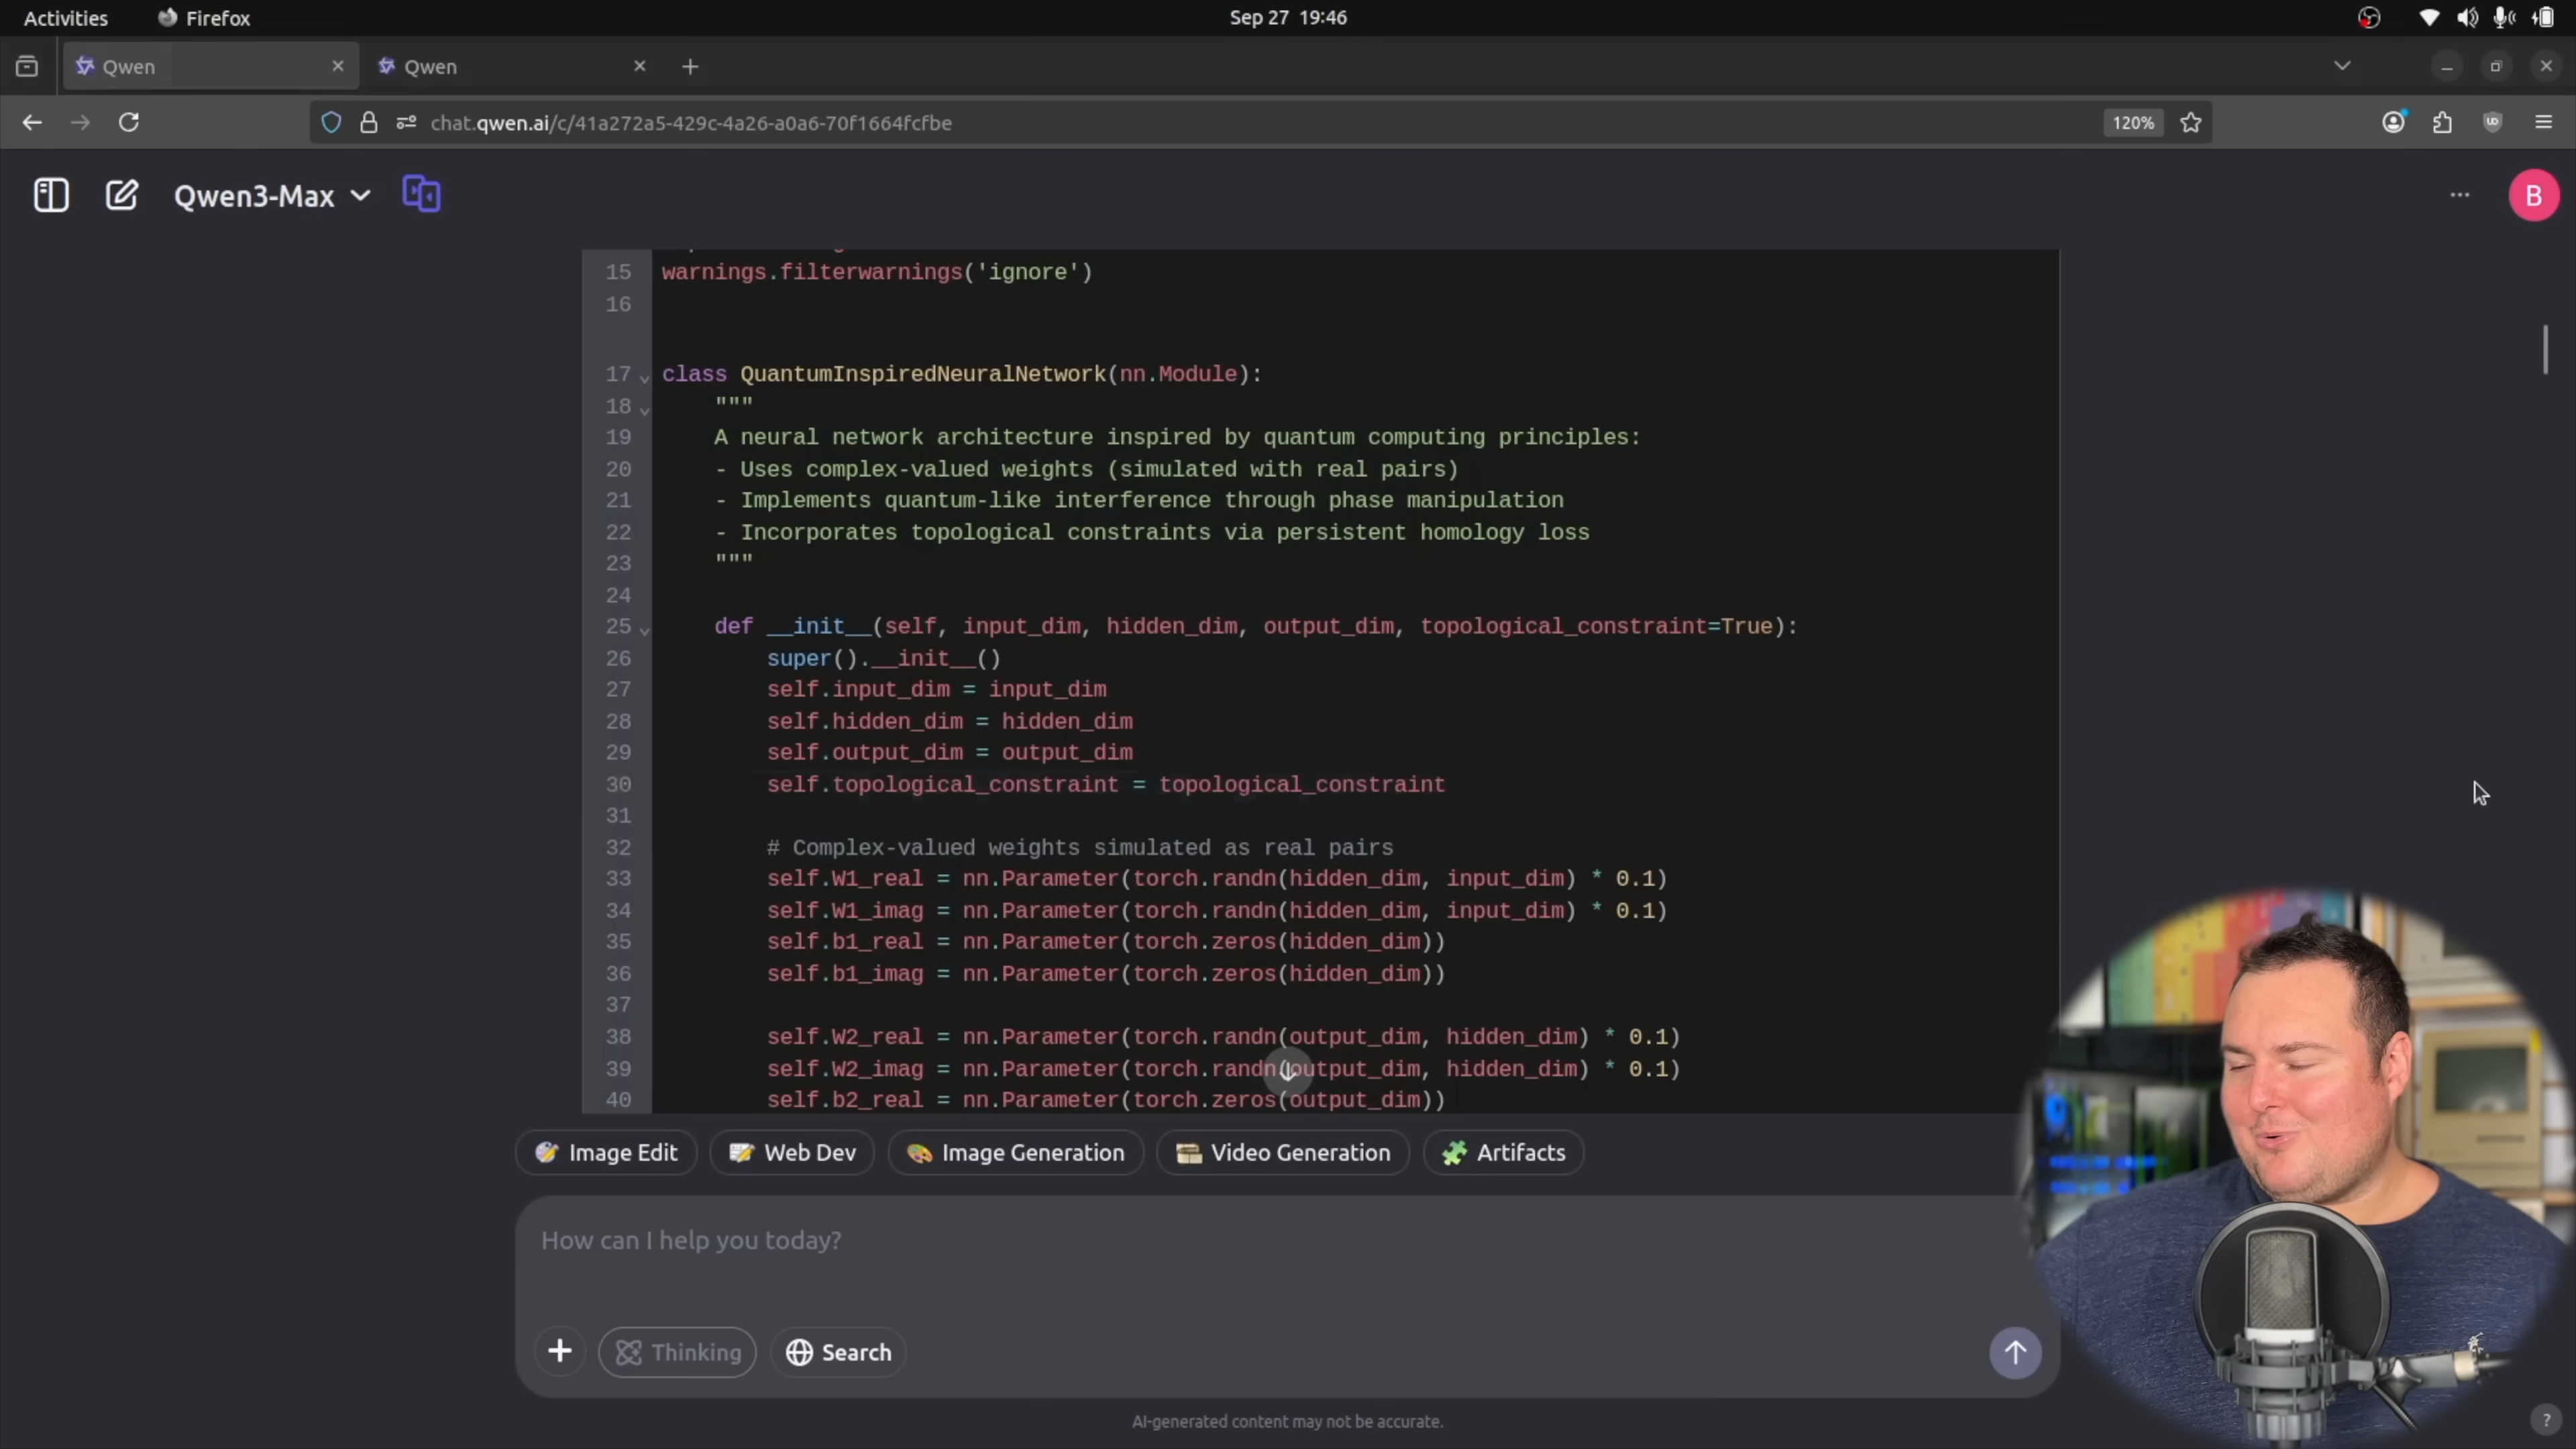 Activities Firefox Sep 27 19:46
Qwen Qwen
chat.qwen.ai/c/41a272a5-429c-4a26-a0a6-70f1664fcfbe 120%
Qwen3-Max B
15 warnings.filterwarnings('ignore')
16
17 class QuantumInspiredNeuralNetwork(nn.Module):
18 """
19 A neural network architecture inspired by quantum computing principles:
20 - Uses complex-valued weights (simulated with real pairs)
21 - Implements quantum-like interference through phase manipulation
22 - Incorporates topological constraints via persistent homology loss
23 """
24
25 def __init__(self, input_dim, hidden_dim, output_dim, topological_constraint=True):
26 super().__init__()
27 self.input_dim = input_dim
28 self.hidden_dim = hidden_dim
29 self.output_dim = output_dim
30 self.topological_constraint = topological_constraint
31
32 # Complex-valued weights simulated as real pairs
33 self.W1_real = nn.Parameter(torch.randn(hidden_dim, input_dim) * 0.1)
34 self.W1_imag = nn.Parameter(torch.randn(hidden_dim, input_dim) * 0.1)
35 self.b1_real = nn.Parameter(torch.zeros(hidden_dim))
36 self.b1_imag = nn.Parameter(torch.zeros(hidden_dim))
37
38 self.W2_real = nn.Parameter(torch.randn(output_dim, hidden_dim) * 0.1)
39 self.W2_imag = nn.Parameter(torch.randn(output_dim, hidden_dim) * 0.1)
40 self.b2_real = nn.Parameter(torch.zeros(output_dim))
Image Edit Web Dev Image Generation Video Generation Artifacts
How can I help you today?
Thinking Search
AI-generated content may not be accurate. ?